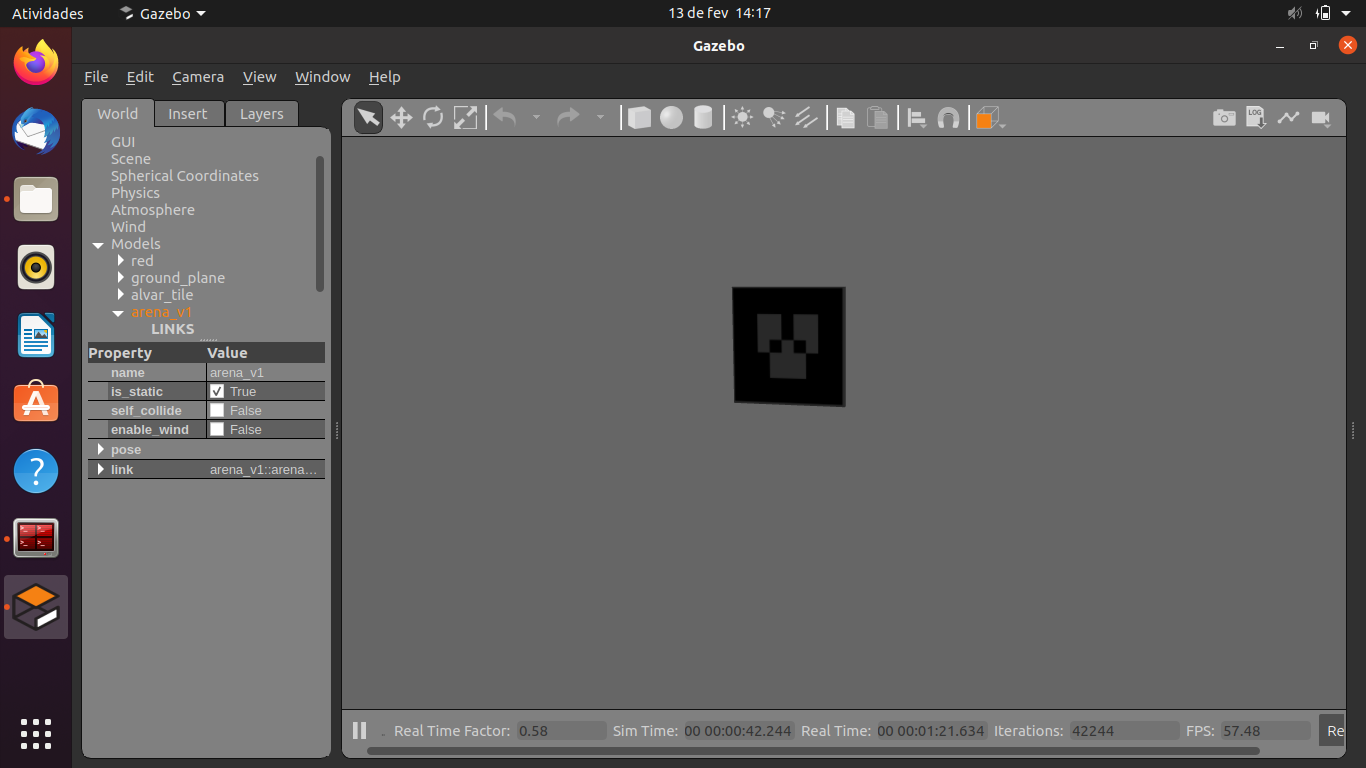 Atividades
Gazebo
13 de fev 14:17
Gazebo
File Edit Camera View Window Help
World Insert Layers
GUI
Scene
Spherical Coordinates
Physics
Atmosphere
Wind
Models
red
ground_plane
alvar_tile
arena_v1
LINKS
Property Value
name arena_v1
is_static True
self_collide False
enable_wind False
pose
link arena_v1::arena...
LOG
Real Time Factor: 0.58 Sim Time: 00 00:00:42.244 Real Time: 00 00:01:21.634 Iterations: 42244 FPS: 57.48 Re